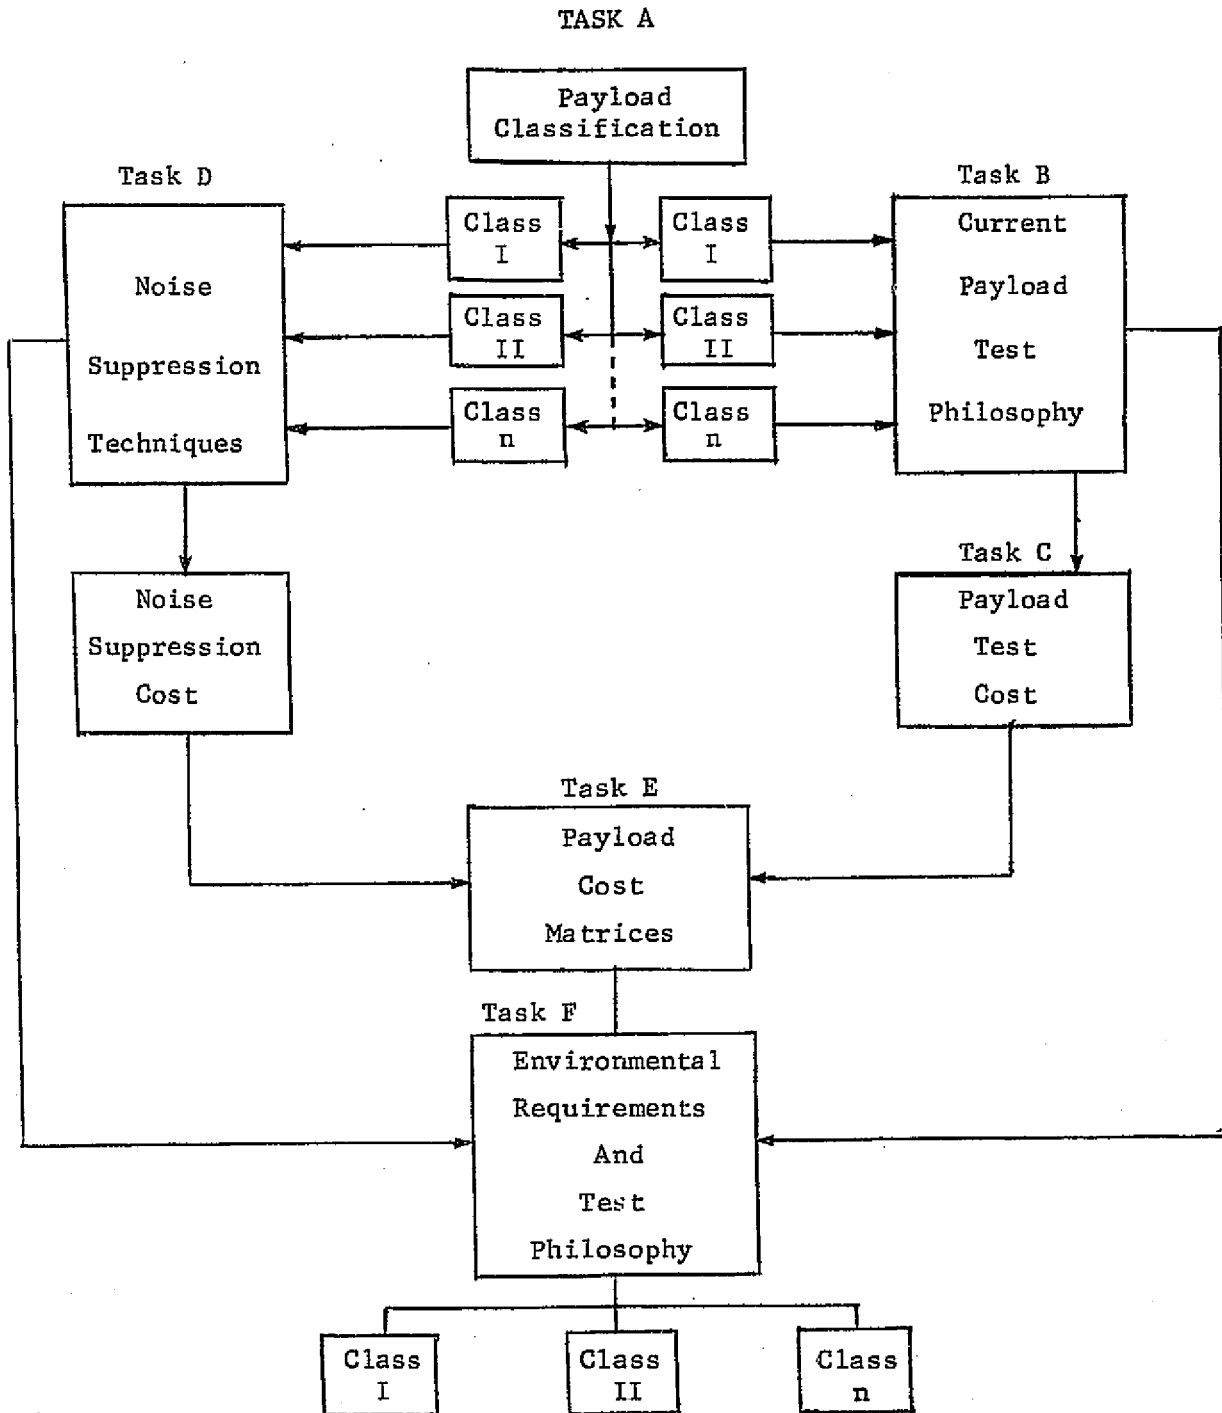 TASK A
Payload
Classification
Task D
Task B
Noise
Suppression
Techniques
Class
I
Class
II
Class
n
Class
I
Class
II
Class
n
Current
Payload
Test
Philosophy
Noise
Suppression
Cost
Task C
Payload
Test
Cost
Task E
Payload
Cost
Matrices
Task F
Environmental
Requirements
And
Test
Philosophy
Class
I
Class
II
Class
n